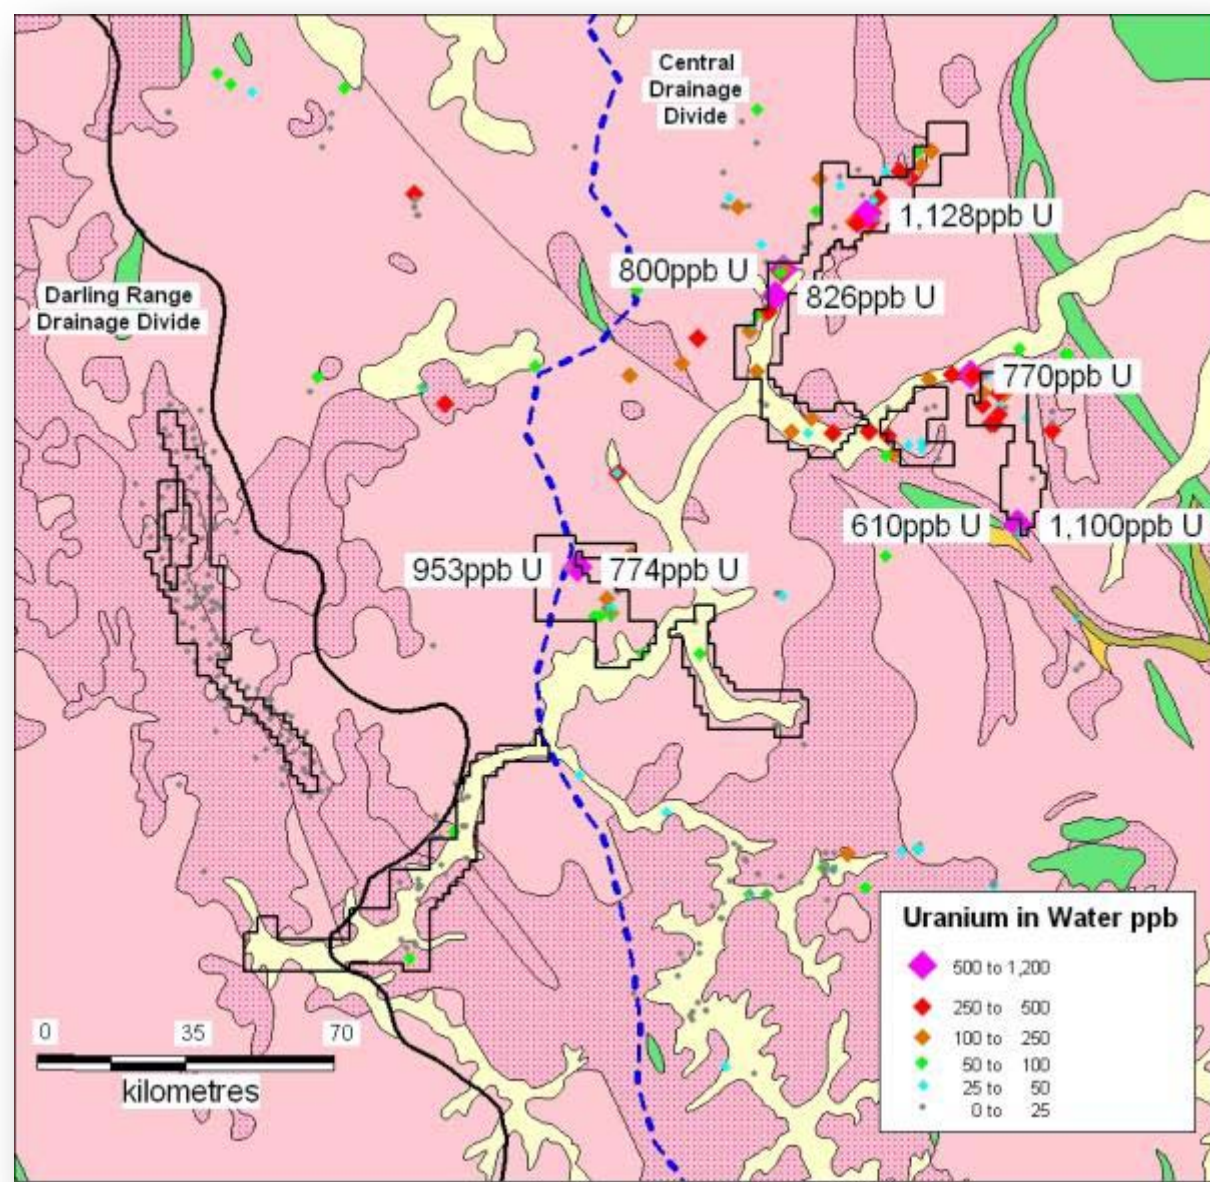 Central
Drainage
Divide
1,128ppb U
800ppb U
826ppb U
Darling Range
Drainage Divide
770ppb U
610ppb U
1,100ppb U
953ppb U
774ppb U
Uranium in Water ppb
500 to 1,200
250 to 500
100 to 250
50 to 100
25 to 50
0 to 25
0 35 70
kilometres